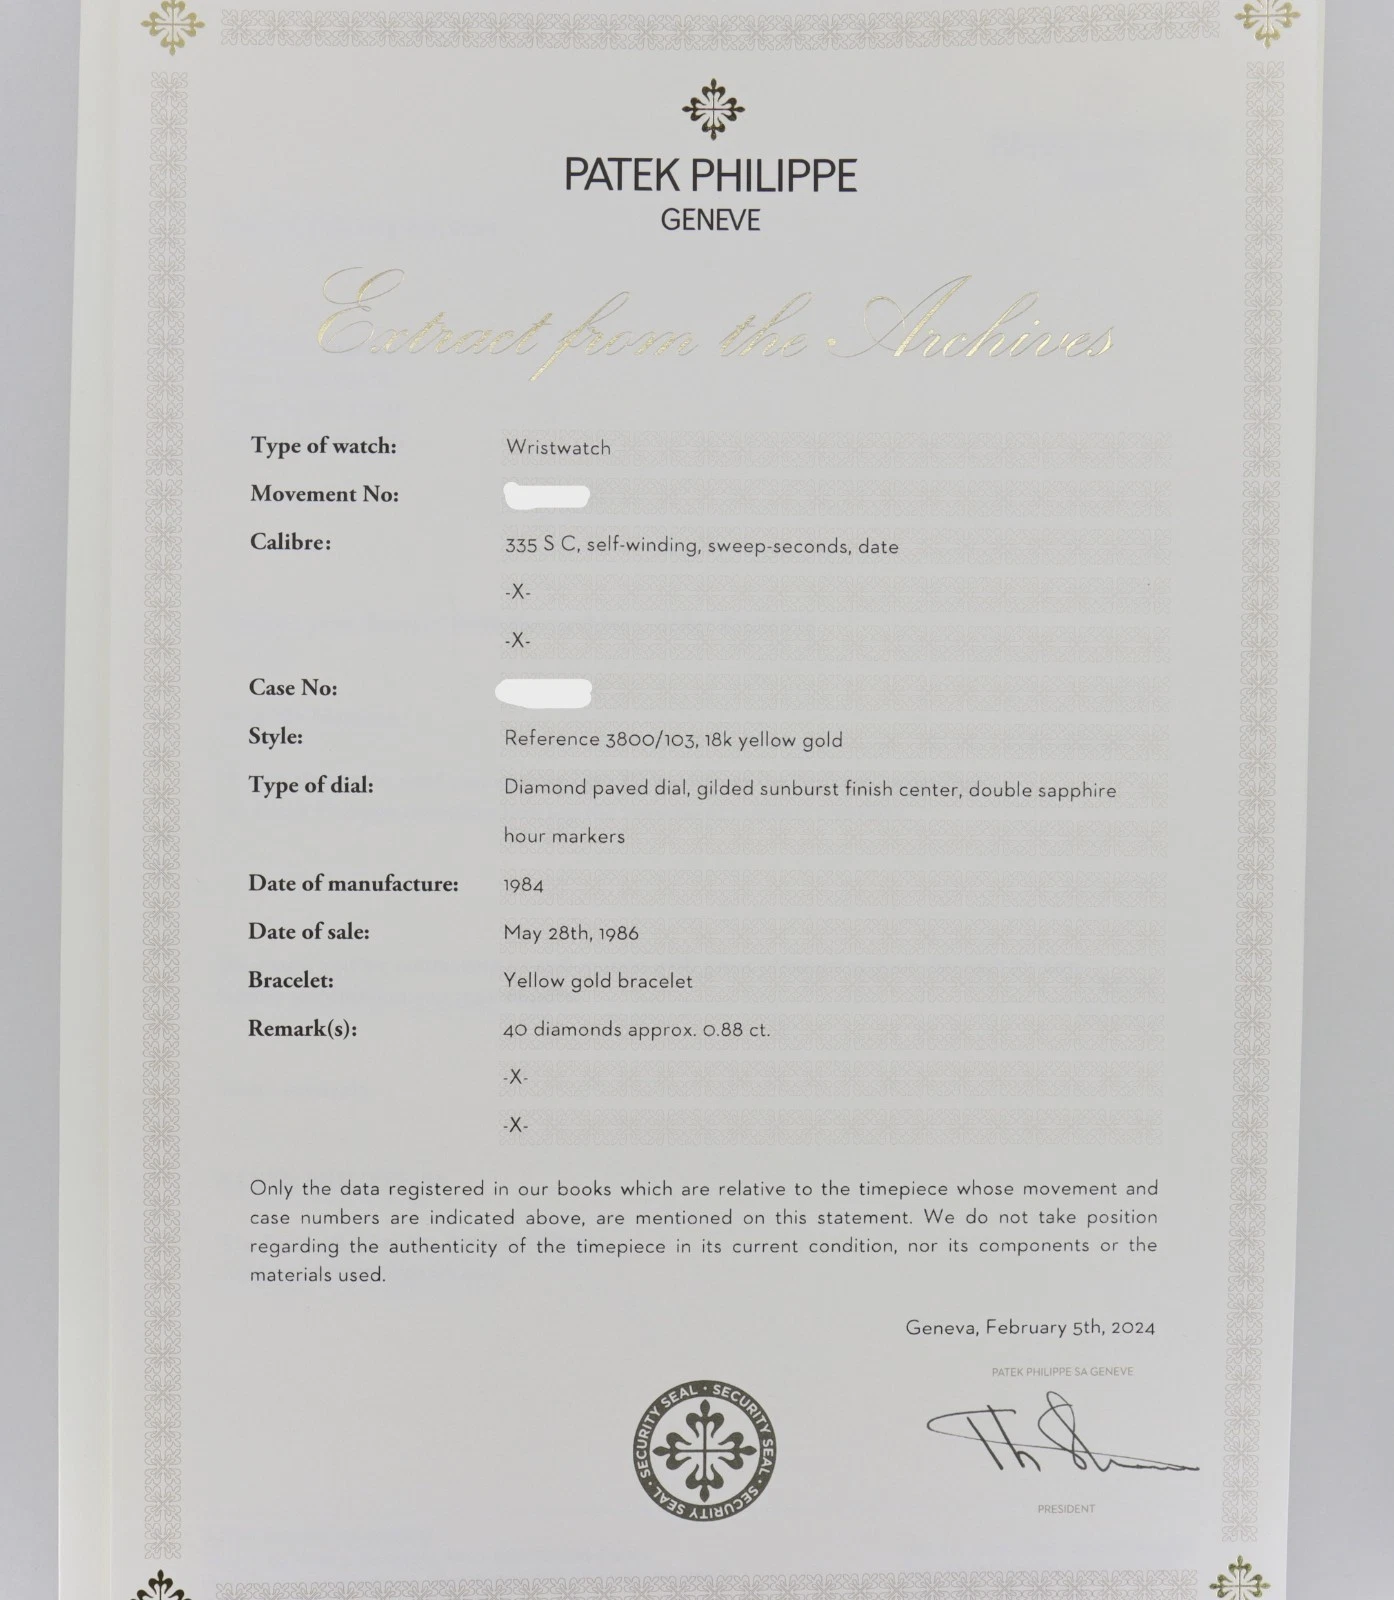 PATEK PHILIPPE
GENEVE
Extract from the Archives
Type of watch: Wristwatch
Movement No:
Calibre: 335 S C, self-winding, sweep-seconds, date
-X-
-X-
Case No:
Style: Reference 3800/103, 18k yellow gold
Type of dial: Diamond paved dial, gilded sunburst finish center, double sapphire
hour markers
Date of manufacture: 1984
Date of sale: May 28th, 1986
Bracelet: Yellow gold bracelet
Remark(s): 40 diamonds approx. 0.88 ct.
-X-
-X-
Only the data registered in our books which are relative to the timepiece whose movement and
case numbers are indicated above, are mentioned on this statement. We do not take position
regarding the authenticity of the timepiece in its current condition, nor its components or the
materials used.
Geneva, February 5th, 2024
PATEK PHILIPPE SA GENEVE
SECURITY SEAL · SECURITY SEAL · SECURITY SEAL · SECURITY SEAL ·
PRESIDENT